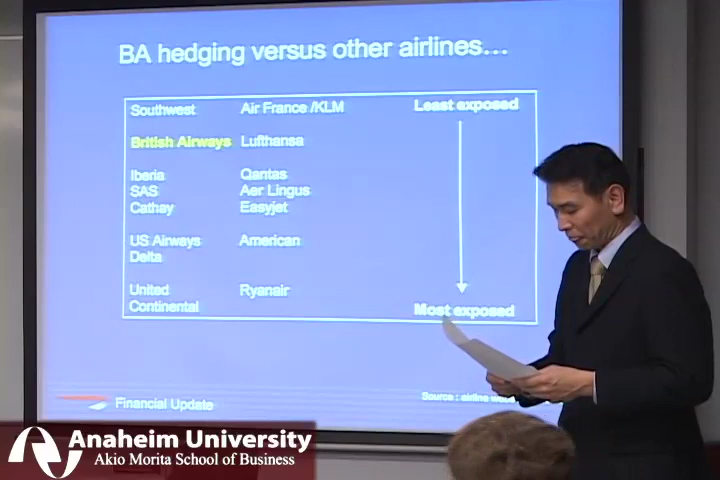 BA hedging versus other airlines...
Southwest Air France /KLM Least exposed
British Airways Lufthansa
Iberia Qantas
SAS Aer Lingus
Cathay Easyjet
US Airways American
Delta
United Ryanair
Continental Most exposed
Source : airline
Financial Update
Anaheim University
Akio Morita School of Business